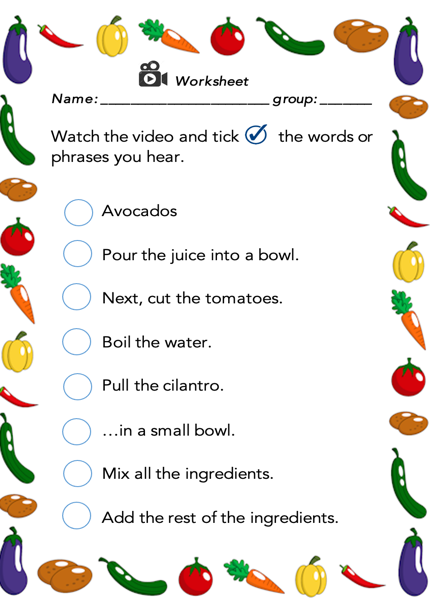 Worksheet
Name:_________________________ group:________
Watch the video and tick the words or
phrases you hear.
Avocados
Pour the juice into a bowl.
Next, cut the tomatoes.
Boil the water.
Pull the cilantro.
…in a small bowl.
Mix all the ingredients.
Add the rest of the ingredients.